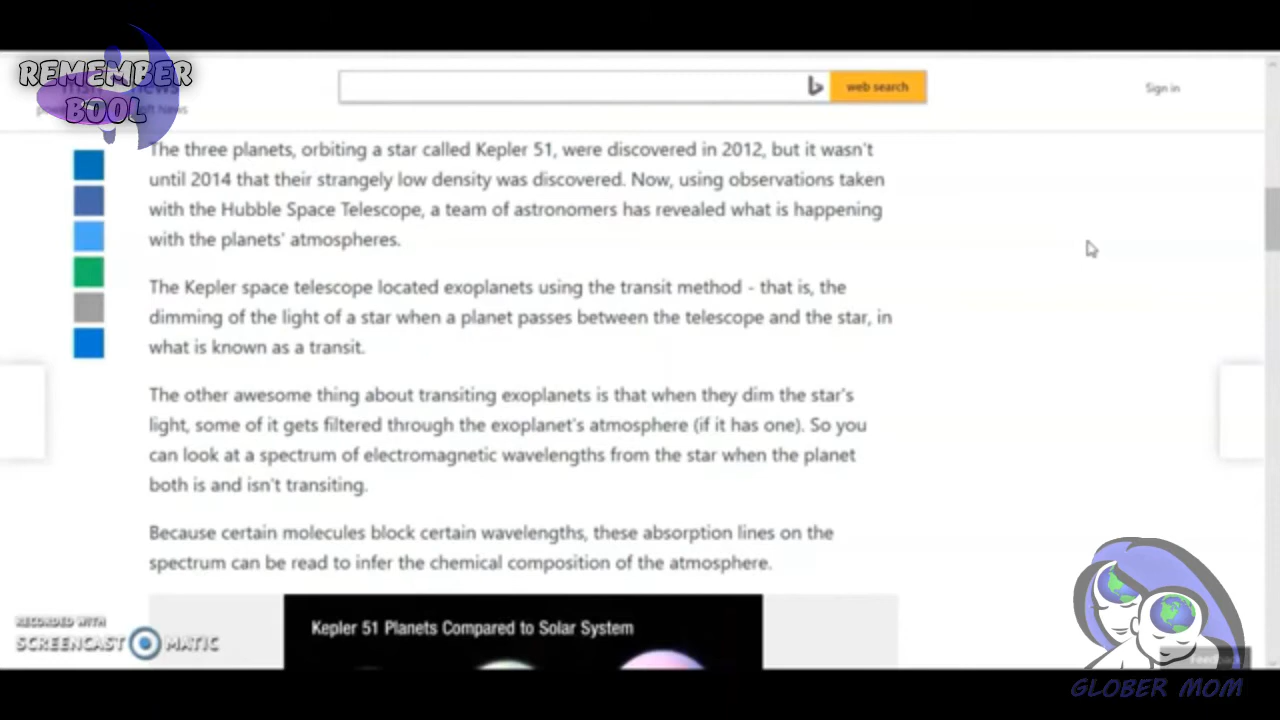 REMEMBER
BOOL
news
web search
Sign in
The three planets, orbiting a star called Kepler 51, were discovered in 2012, but it wasn't
until 2014 that their strangely low density was discovered. Now, using observations taken
with the Hubble Space Telescope, a team of astronomers has revealed what is happening
with the planets' atmospheres.
The Kepler space telescope located exoplanets using the transit method - that is, the
dimming of the light of a star when a planet passes between the telescope and the star, in
what is known as a transit.
The other awesome thing about transiting exoplanets is that when they dim the star's
light, some of it gets filtered through the exoplanet's atmosphere (if it has one). So you
can look at a spectrum of electromagnetic wavelengths from the star when the planet
both is and isn't transiting.
Because certain molecules block certain wavelengths, these absorption lines on the
spectrum can be read to infer the chemical composition of the atmosphere.
Kepler 51 Planets Compared to Solar System
RECORDED WITH
SCREENCAST MATIC
Feedback
GLOBER MOM